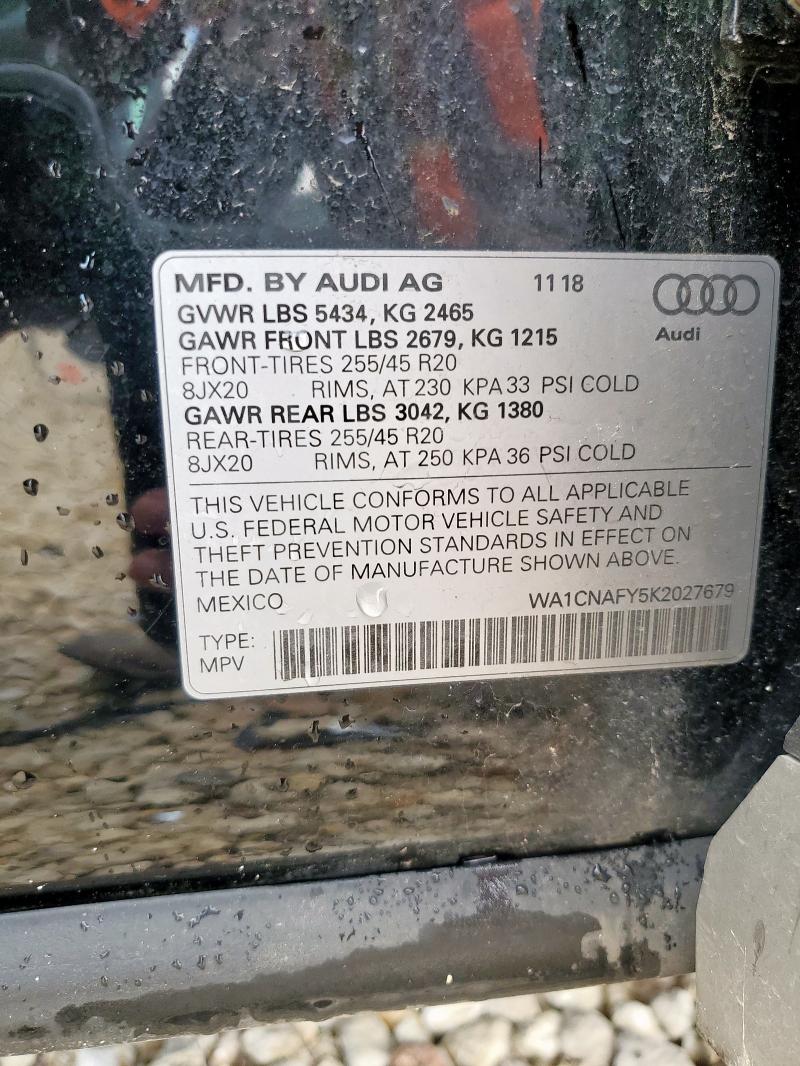 MFD. BY AUDI AG 11 18
GVWR LBS 5434, KG 2465
GAWR FRONT LBS 2679, KG 1215
Audi
FRONT-TIRES 255/45 R20
8JX20 RIMS, AT 230 KPA 33 PSI COLD
GAWR REAR LBS 3042, KG 1380
REAR-TIRES 255/45 R20
8JX20 RIMS, AT 250 KPA 36 PSI COLD
THIS VEHICLE CONFORMS TO ALL APPLICABLE
U.S. FEDERAL MOTOR VEHICLE SAFETY AND
THEFT PREVENTION STANDARDS IN EFFECT ON
THE DATE OF MANUFACTURE SHOWN ABOVE.
MEXICO WA1CNAFY5K2027679
TYPE:
MPV